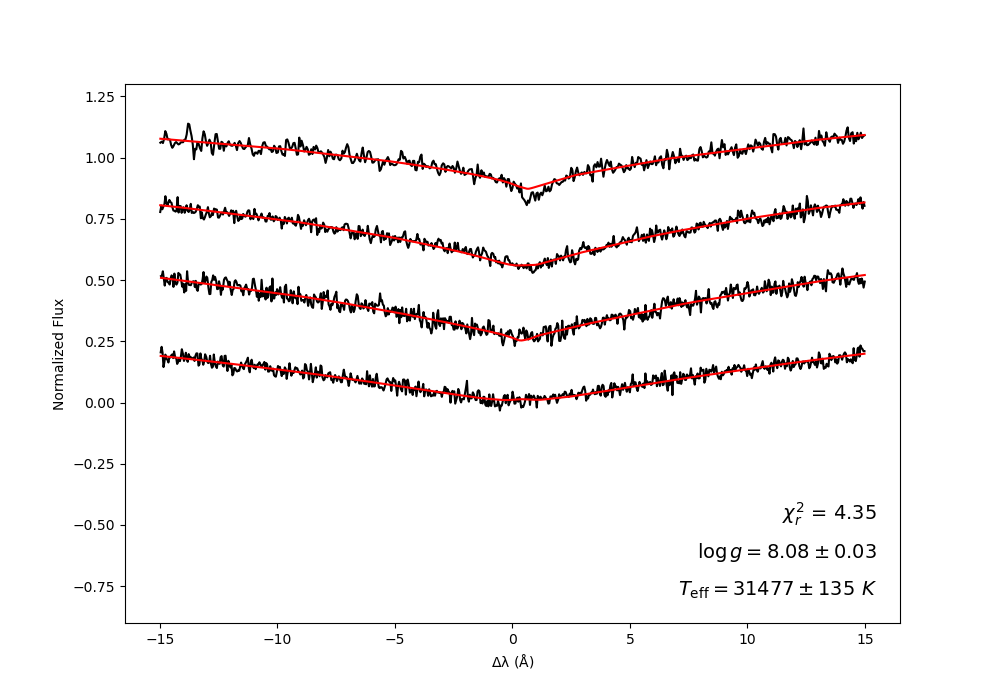 Normalized Flux
1.25
1.00
0.75
0.50
0.25
0.00
−0.25
−0.50
−0.75
χ²ᵣ = 4.35
log g = 8.08 ± 0.03
T_eff = 31477 ± 135 K
−15 −10 −5 0 5 10 15
Δλ (Å)